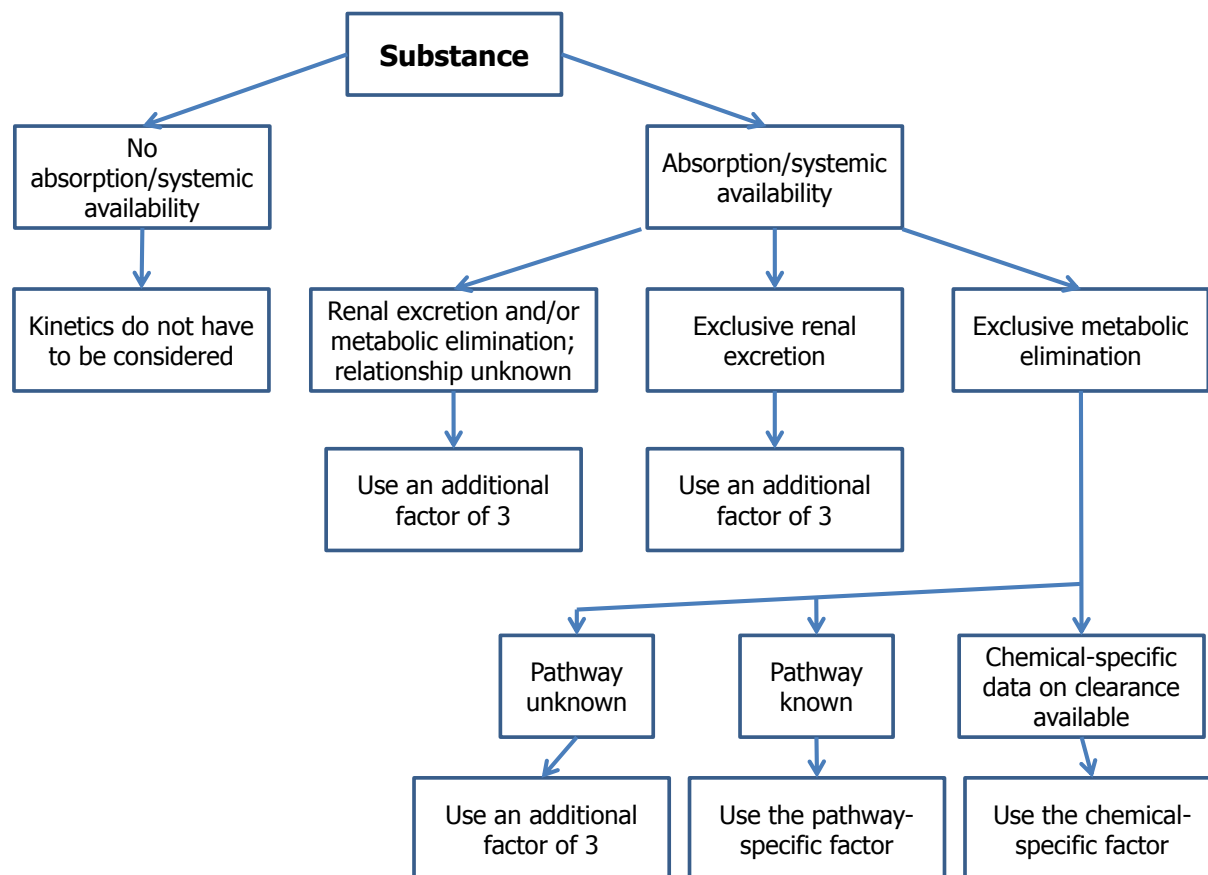 Substance
No
absorption/systemic
availability
Absorption/systemic
availability
Kinetics do not have
to be considered
Renal excretion and/or
metabolic elimination;
relationship unknown
Exclusive renal
excretion
Exclusive metabolic
elimination
Use an additional
factor of 3
Use an additional
factor of 3
Pathway
unknown
Pathway
known
Chemical-specific
data on clearance
available
Use an additional
factor of 3
Use the pathway-
specific factor
Use the chemical-
specific factor